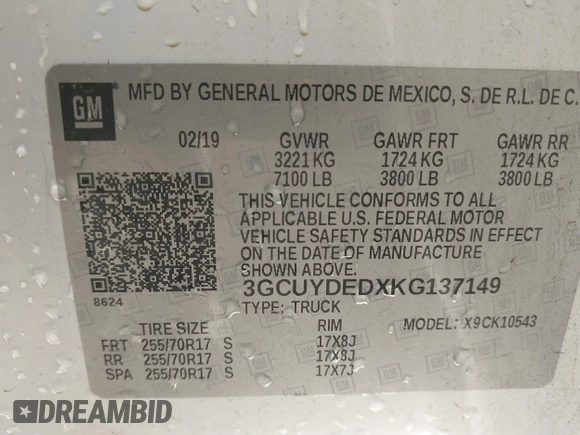 GM
MFD BY GENERAL MOTORS DE MEXICO, S. DE R.L. DE C.
02/19 GVWR GAWR FRT GAWR RR
3221 KG 1724 KG 1724 KG
7100 LB 3800 LB 3800 LB
THIS VEHICLE CONFORMS TO ALL
APPLICABLE U.S. FEDERAL MOTOR
VEHICLE SAFETY STANDARDS IN EFFECT
ON THE DATE OF MANUFACTURE
SHOWN ABOVE.
8624
3GCUYDEDXKG137149
TYPE: TRUCK
MODEL: X9CK10543
TIRE SIZE RIM
FRT 255/70R17 S 17X8J
RR 255/70R17 S 17X8J
SPA 255/70R17 S 17X7J
DREAMBID